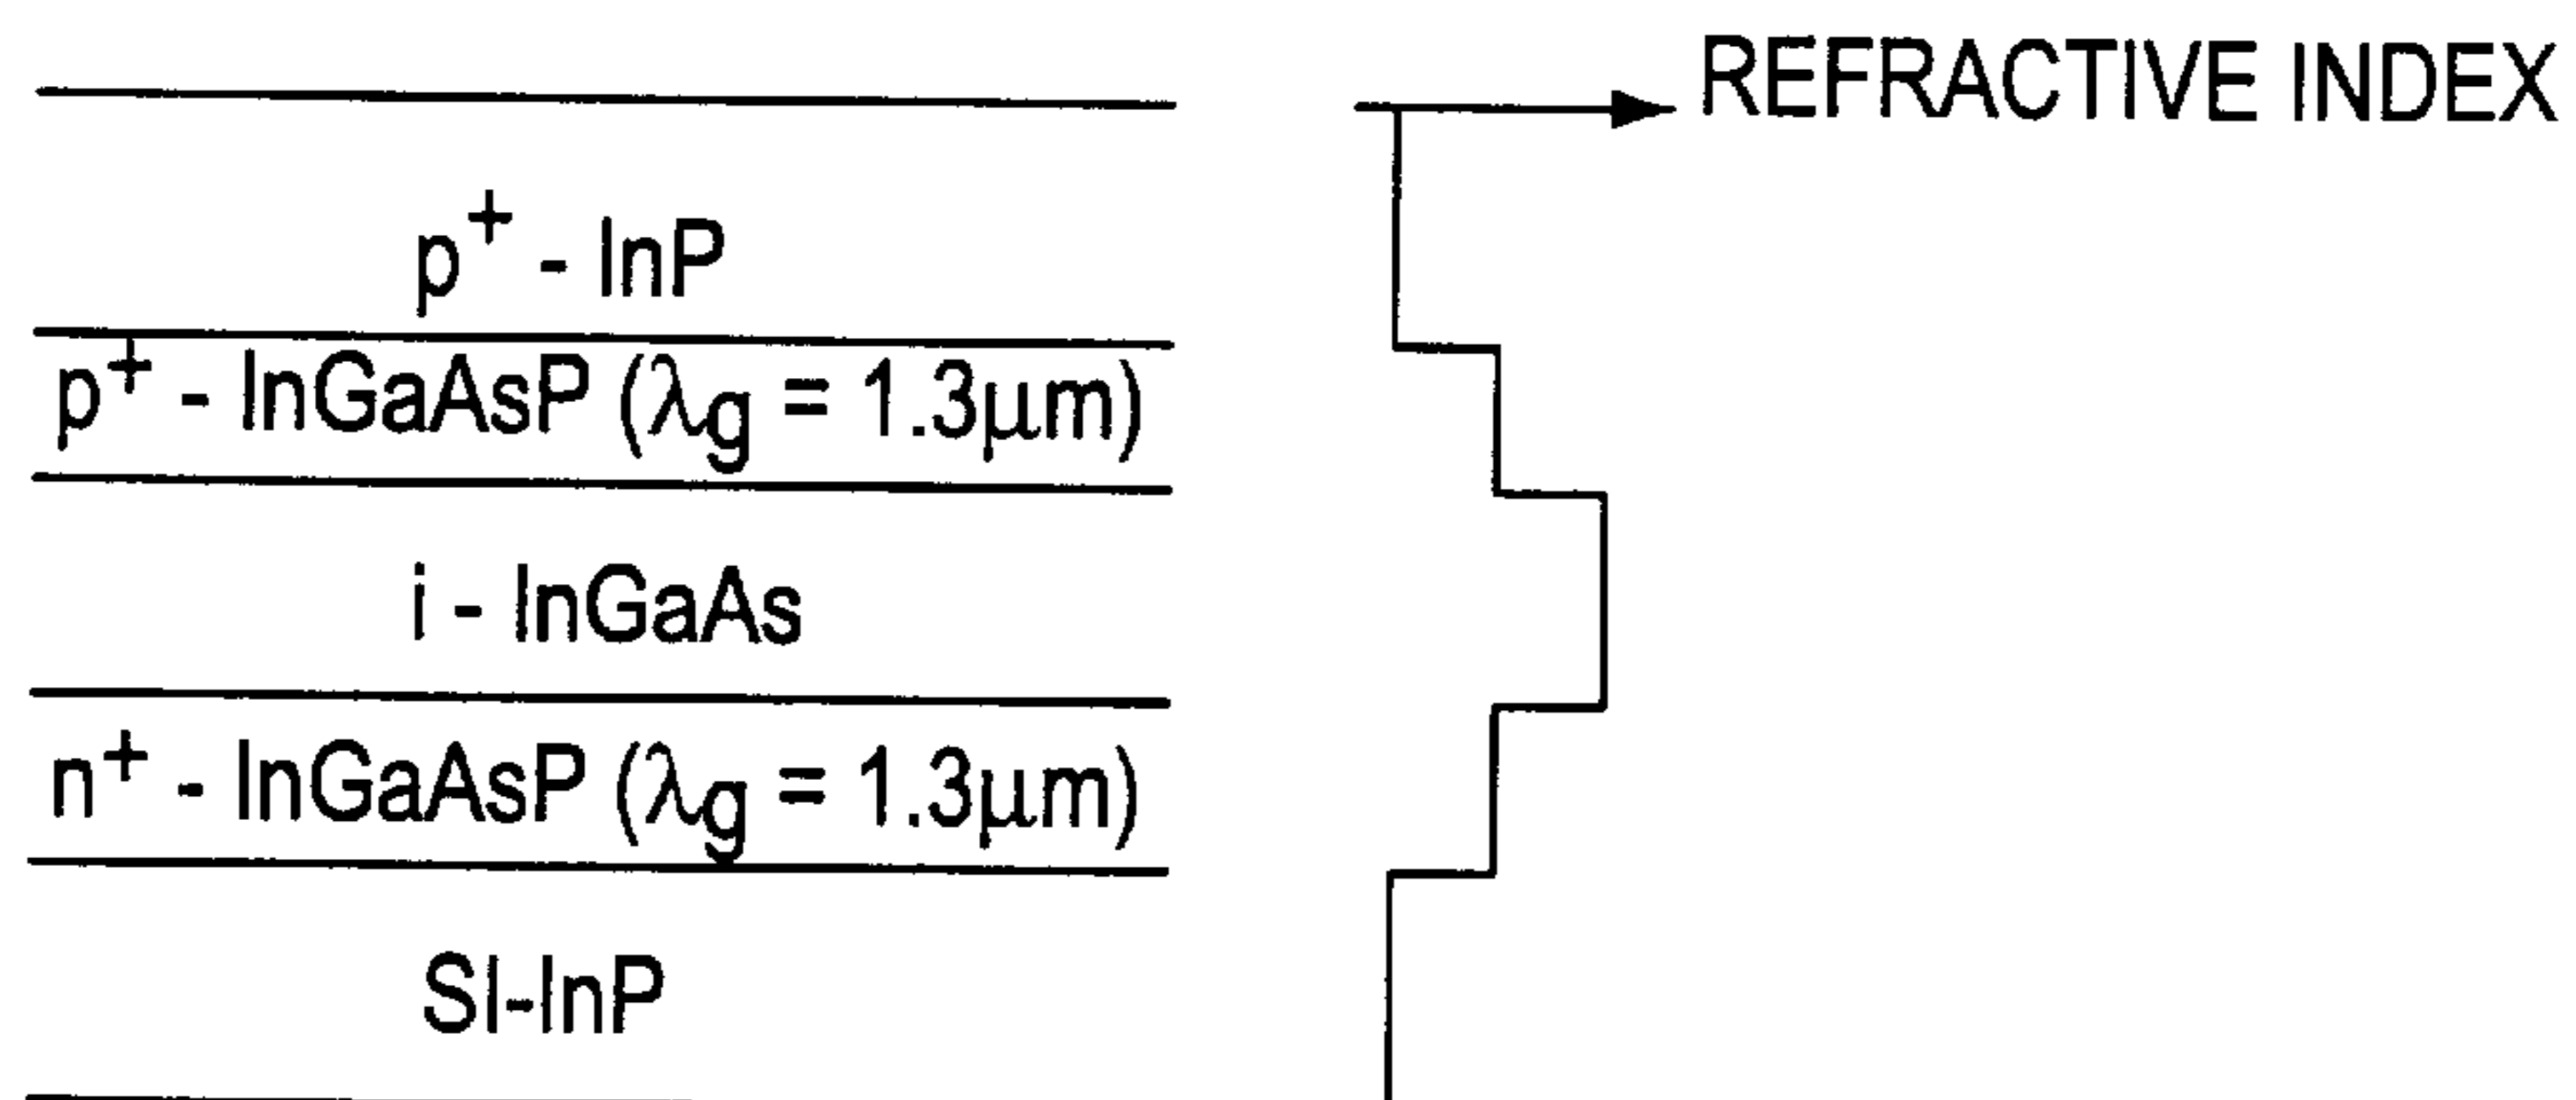 REFRACTIVE INDEX
p⁺ - InP
p⁺ - InGaAsP (λg = 1.3μm)
i - InGaAs
n⁺ - InGaAsP (λg = 1.3μm)
SI-InP